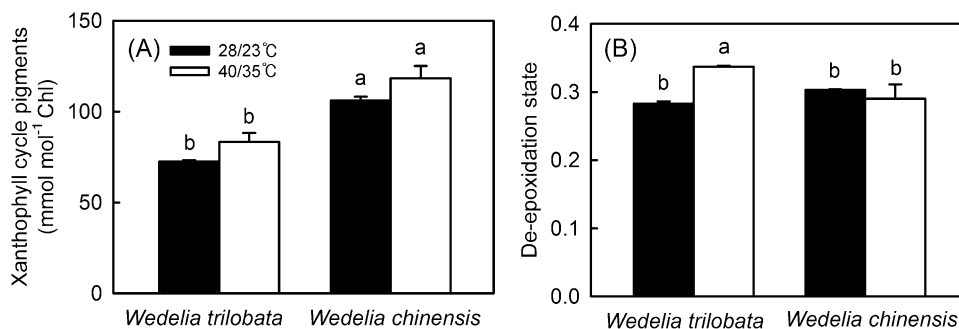 Xanthophyll cycle pigments
(mmol mol⁻¹ Chl)
150
100
50
0
(A)
28/23℃
40/35℃
b
b
a
a
Wedelia trilobata
Wedelia chinensis
De-epoxidation state
0.4
0.3
0.2
0.1
0.0
(B)
b
a
b
b
Wedelia trilobata
Wedelia chinensis